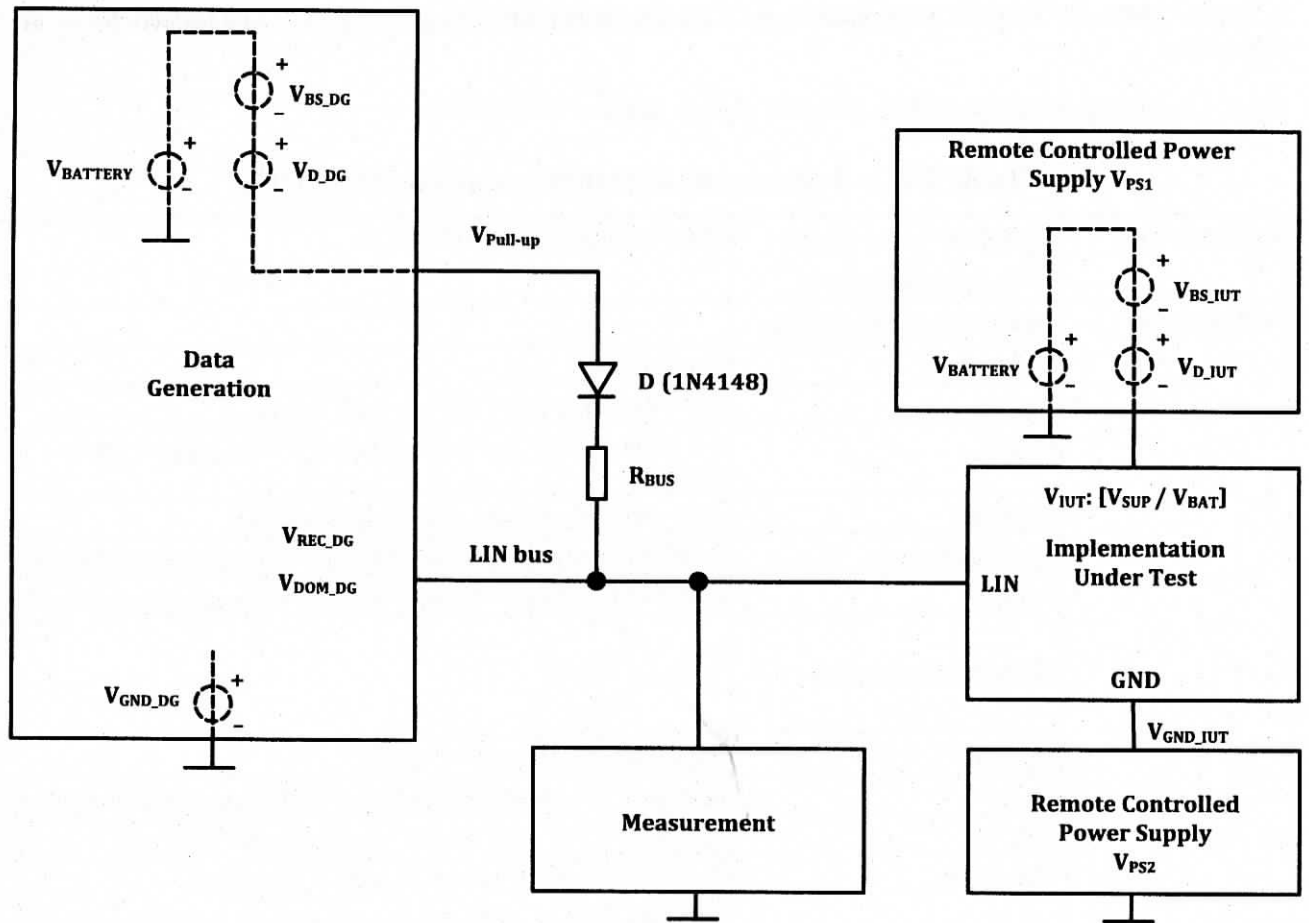 +
V_BS_DG
-
V_BATTERY
+
-
+
V_D_DG
-
V_Pull-up
Data
Generation
D (1N4148)
R_BUS
V_REC_DG
V_DOM_DG
LIN bus
V_GND_DG
+
-
Measurement
Remote Controlled Power
Supply V_PS1
+
V_BS_IUT
-
V_BATTERY
+
-
+
V_D_IUT
-
V_IUT: [V_SUP / V_BAT]
Implementation
Under Test
LIN
GND
V_GND_IUT
Remote Controlled
Power Supply
V_PS2